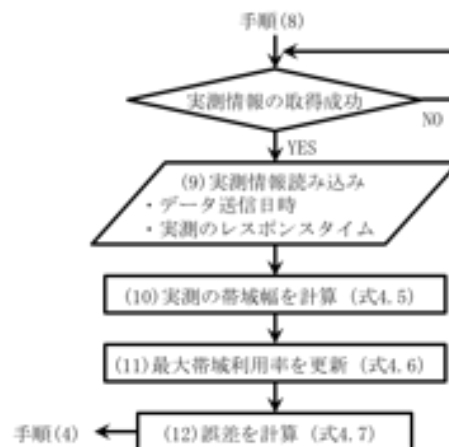 手順(8)
実測情報の取得成功
NO
YES
(9)実測情報読み込み
・データ送信日時
・実測のレスポンスタイム
(10)実測の帯域幅を計算 (式4.5)
(11)最大帯域利用率を更新 (式4.6)
手順(4)
(12)誤差を計算 (式4.7)